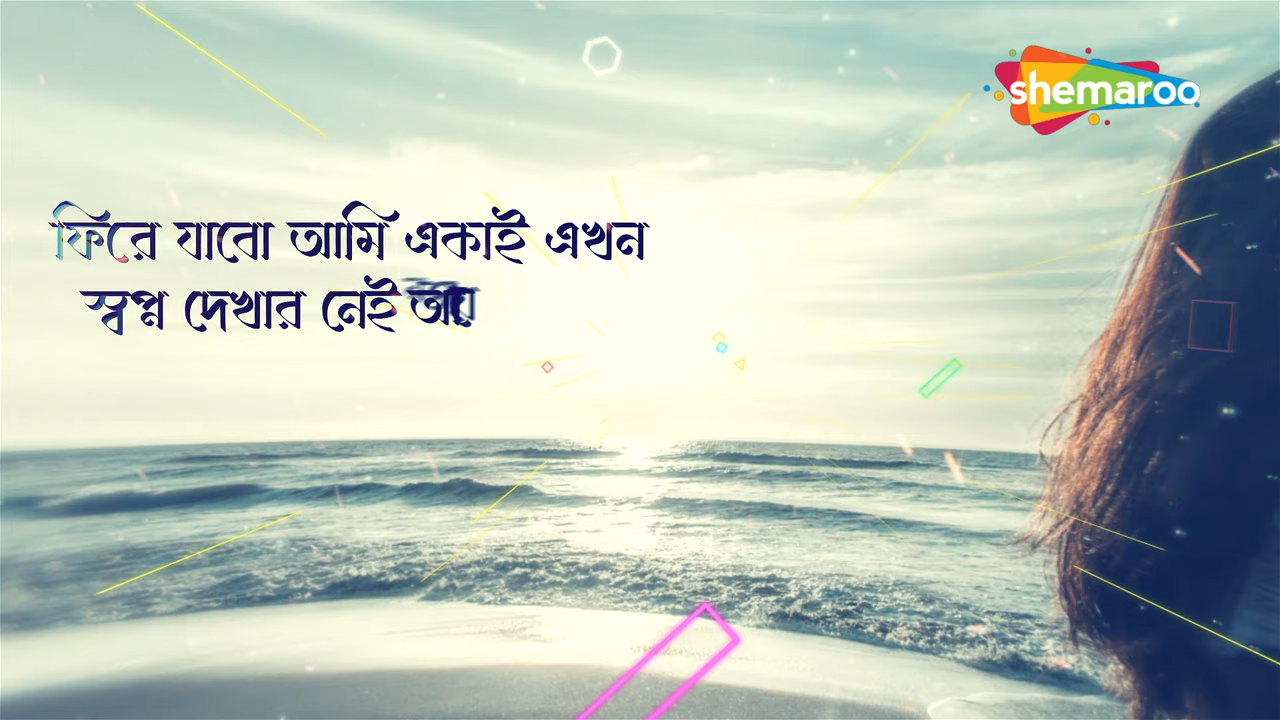 shemaroo
ফিরে যাবো আমি একাই এখন
স্বপ্ন দেখার নেই